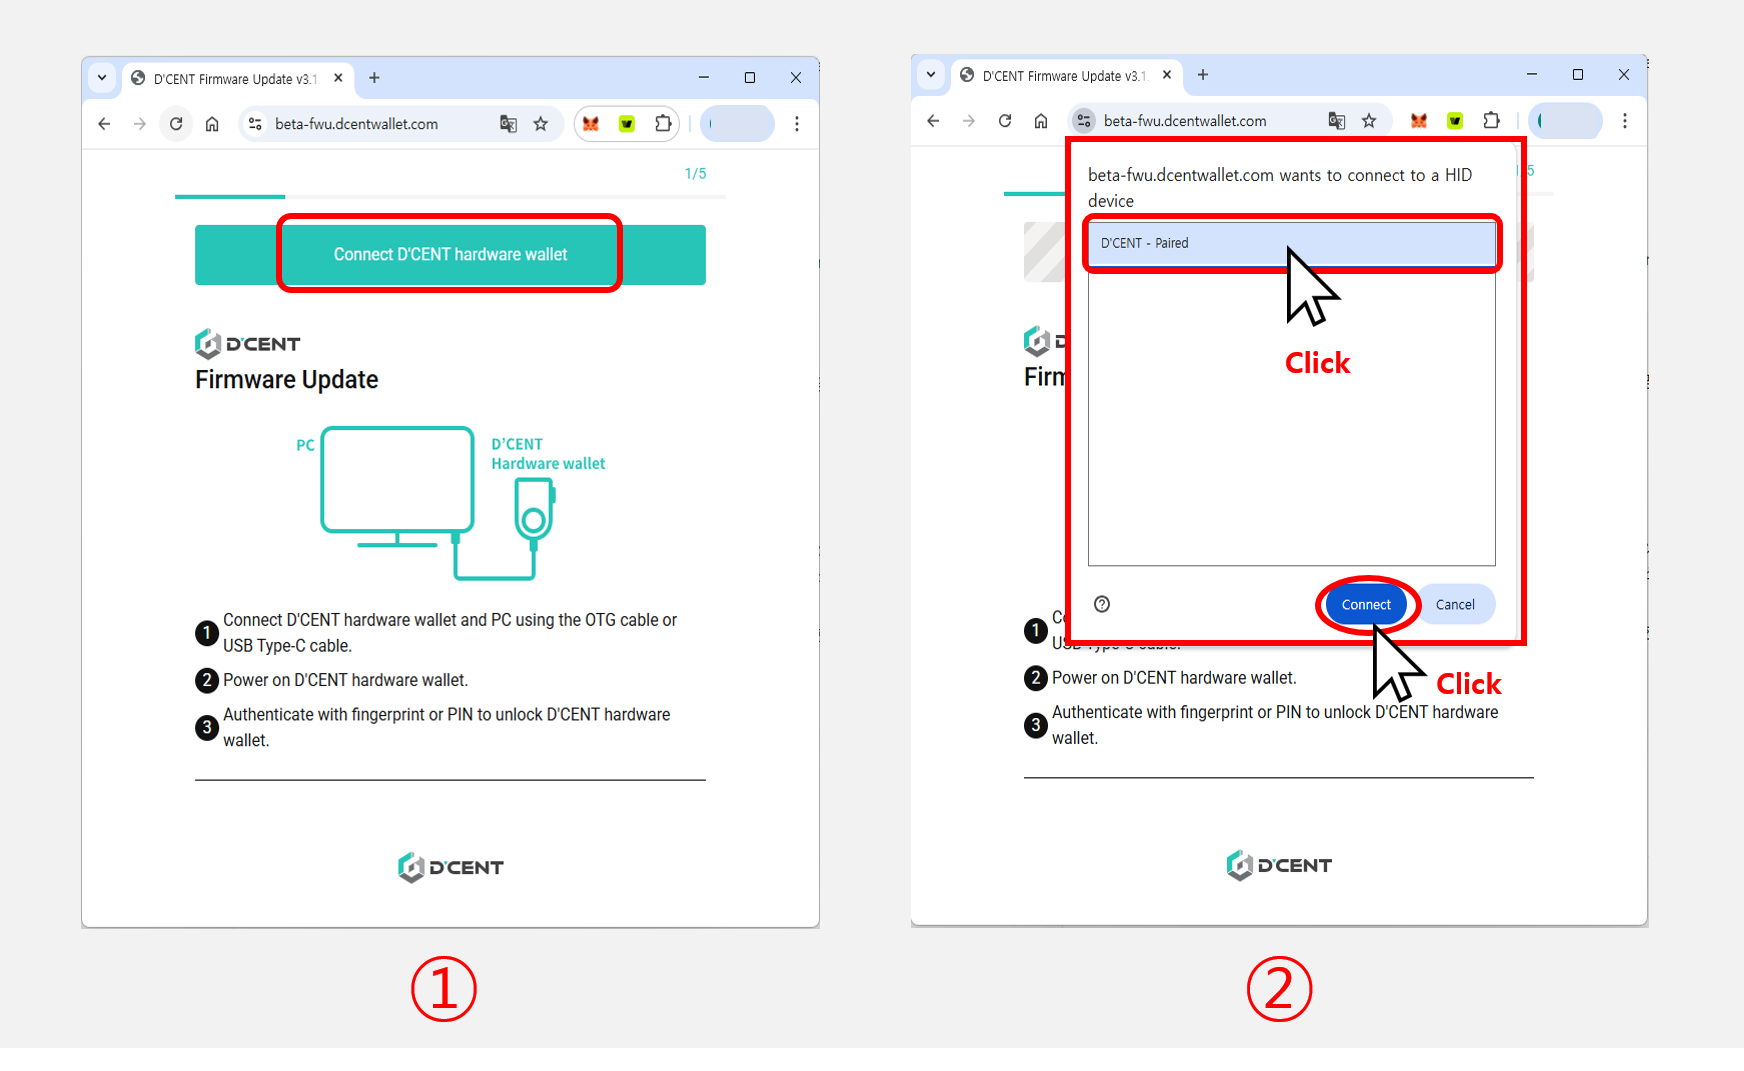 D'CENT Firmware Update v3.1
beta-fwu.dcentwallet.com
1/5
Connect D'CENT hardware wallet
D'CENT
Firmware Update
PC
D'CENT
Hardware wallet
1 Connect D'CENT hardware wallet and PC using the OTG cable or
USB Type-C cable.
2 Power on D'CENT hardware wallet.
3 Authenticate with fingerprint or PIN to unlock D'CENT hardware
wallet.
D'CENT
①
D'CENT Firmware Update v3.1
beta-fwu.dcentwallet.com
beta-fwu.dcentwallet.com wants to connect to a HID
device
D'CENT - Paired
Click
Connect
Cancel
Click
1
USB Type-C cable.
2 Power on D'CENT hardware wallet.
3 Authenticate with fingerprint or PIN to unlock D'CENT hardware
wallet.
D'CENT
②